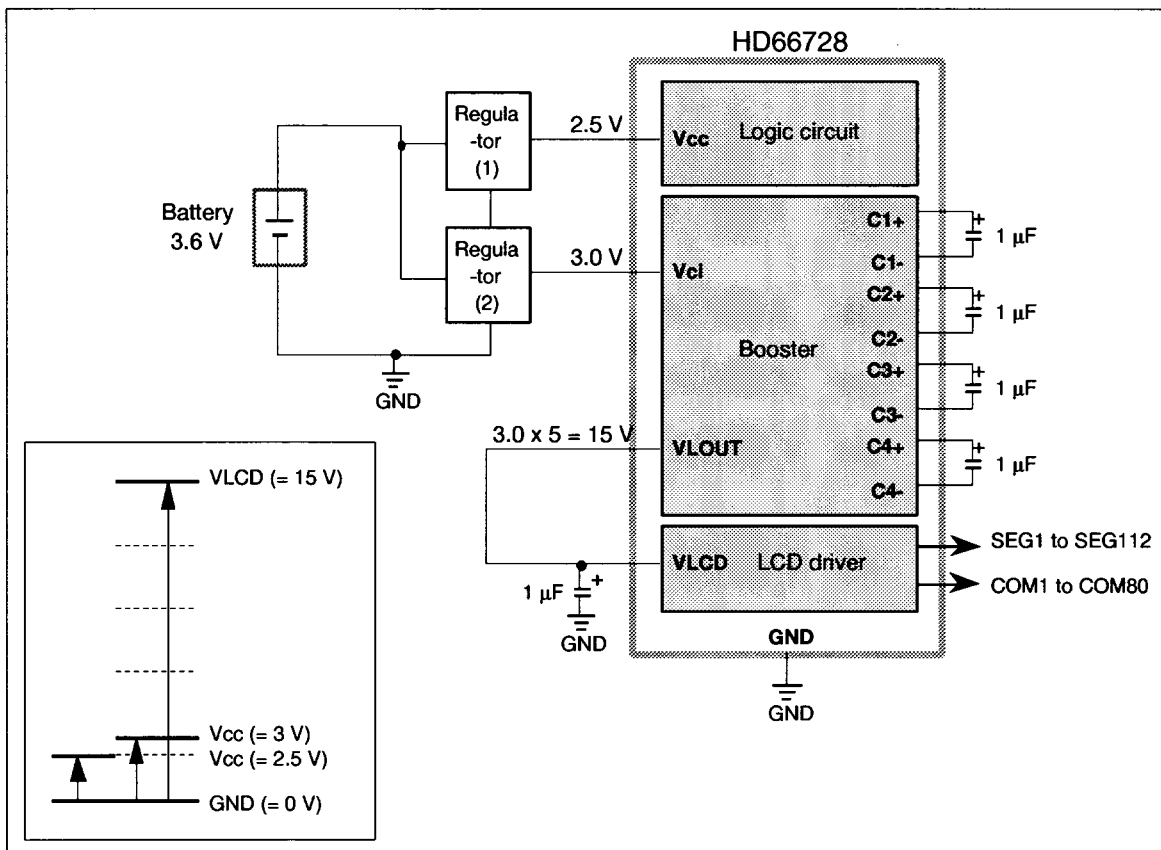 HD66728
Regula
-tor
(1)
2.5 V
Vcc
Logic circuit
Battery
3.6 V
Regula
-tor
(2)
3.0 V
Vci
Booster
C1+
C1-
1 µF
C2+
C2-
1 µF
C3+
C3-
1 µF
C4+
C4-
1 µF
+
+
+
+
GND
3.0 x 5 = 15 V
VLOUT
VLCD
LCD driver
SEG1 to SEG112
COM1 to COM80
1 µF
+
GND
GND
GND
VLCD (= 15 V)
Vcc (= 3 V)
Vcc (= 2.5 V)
GND (= 0 V)